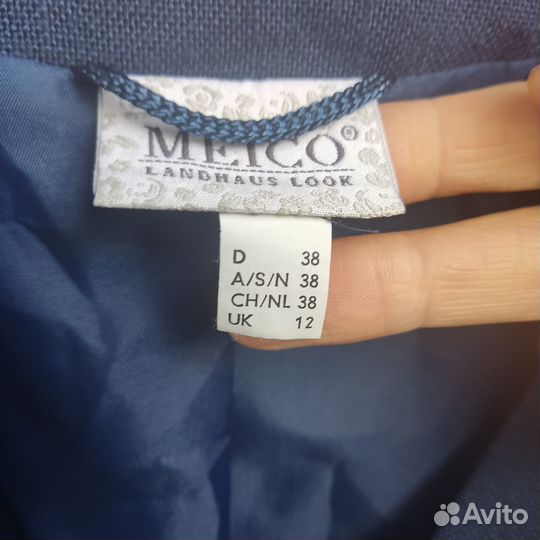 MEICO®
LANDHAUS LOOK
D 38
A/S/N 38
CH/NL 38
UK 12
Avito